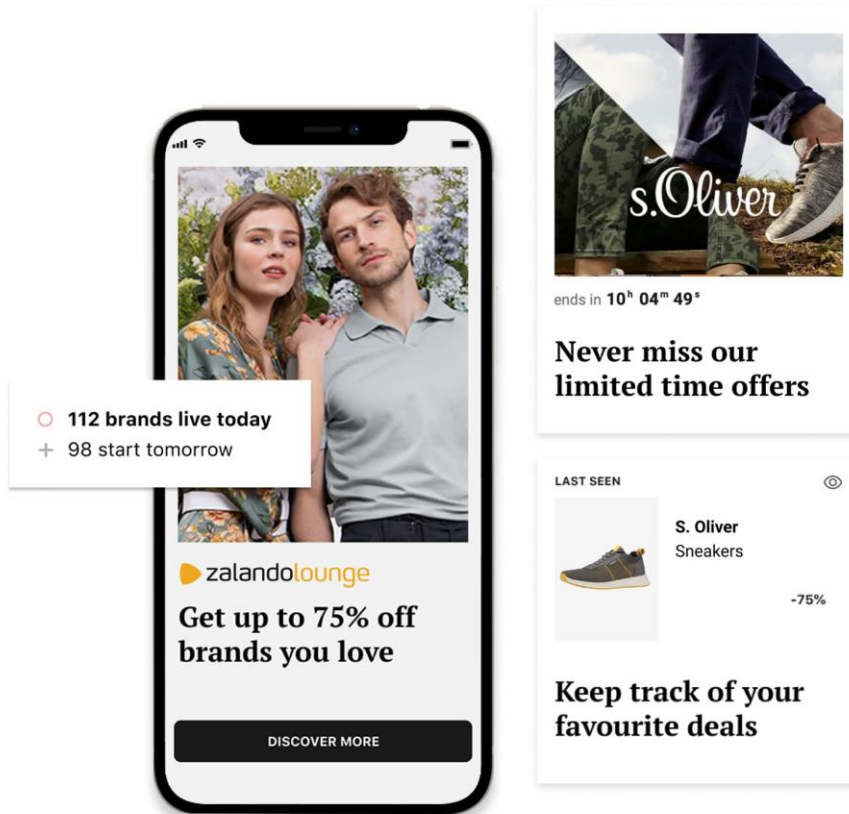 112 brands live today
98 start tomorrow
zalandolounge
Get up to 75% off
brands you love
DISCOVER MORE
s.Oliver
ends in 10h 04m 49s
Never miss our
limited time offers
LAST SEEN
S. Oliver
Sneakers
-75%
Keep track of your
favourite deals